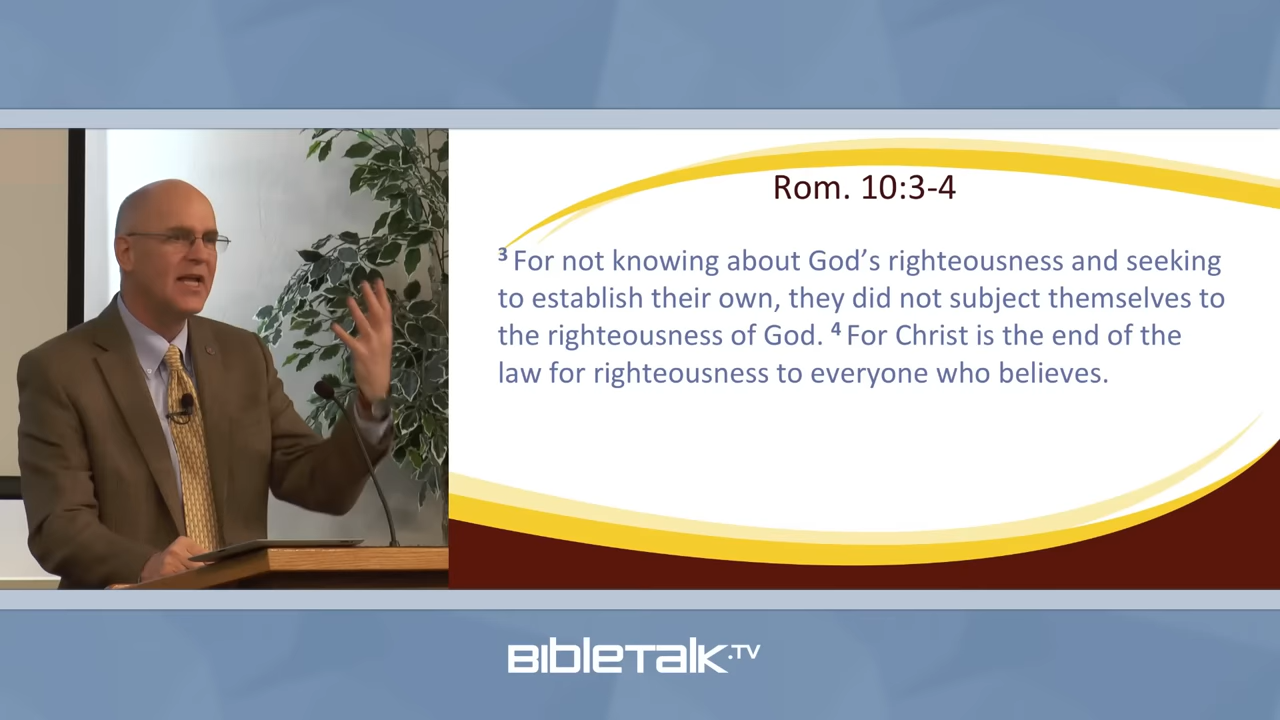 Rom. 10:3-4
³ For not knowing about God’s righteousness and seeking
to establish their own, they did not subject themselves to
the righteousness of God. ⁴ For Christ is the end of the
law for righteousness to everyone who believes.
BibleTalk.TV